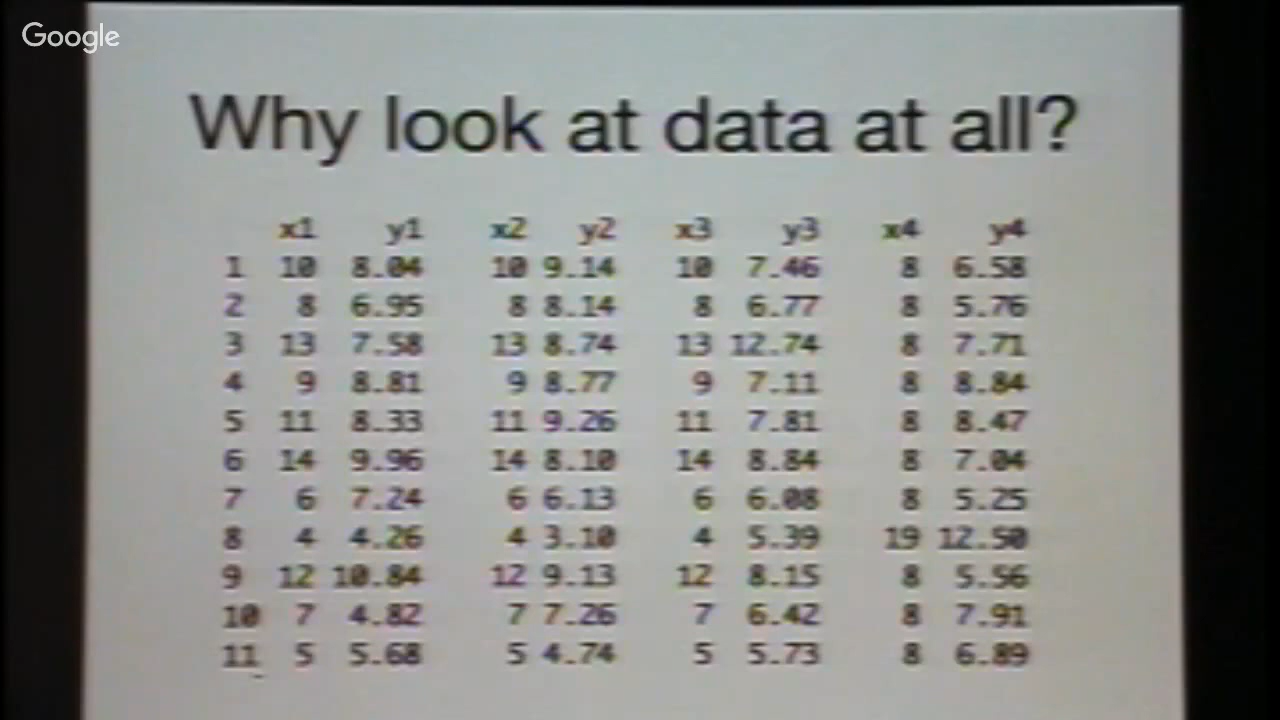 Google
Why look at data at all?
x1 y1 x2 y2 x3 y3 x4 y4
1 10 8.04 10 9.14 10 7.46 8 6.58
2 8 6.95 8 8.14 8 6.77 8 5.76
3 13 7.58 13 8.74 13 12.74 8 7.71
4 9 8.81 9 8.77 9 7.11 8 8.84
5 11 8.33 11 9.26 11 7.81 8 8.47
6 14 9.96 14 8.10 14 8.84 8 7.04
7 6 7.24 6 6.13 6 6.08 8 5.25
8 4 4.26 4 3.10 4 5.39 19 12.50
9 12 10.84 12 9.13 12 8.15 8 5.56
10 7 4.82 7 7.26 7 6.42 8 7.91
11 5 5.68 5 4.74 5 5.73 8 6.89